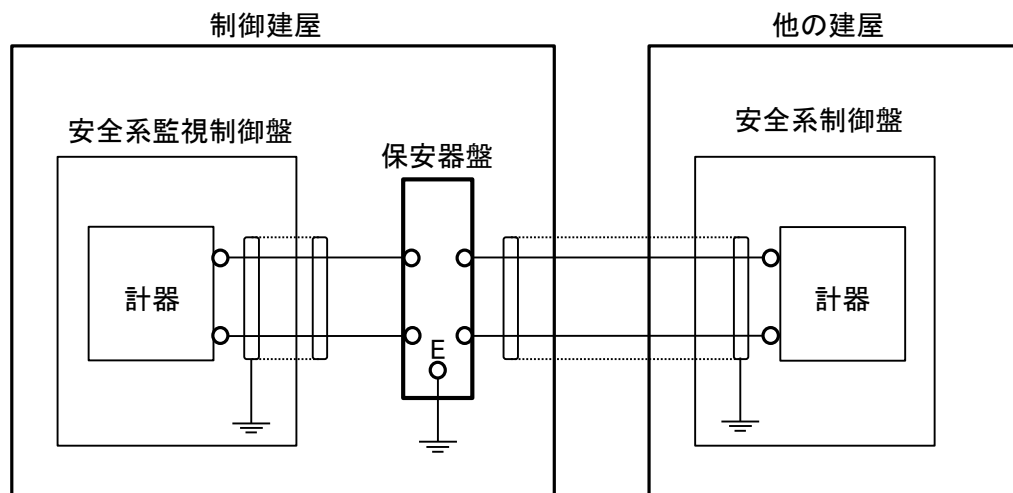 制御建屋
他の建屋
安全系監視制御盤
保安器盤
安全系制御盤
計器
E
計器